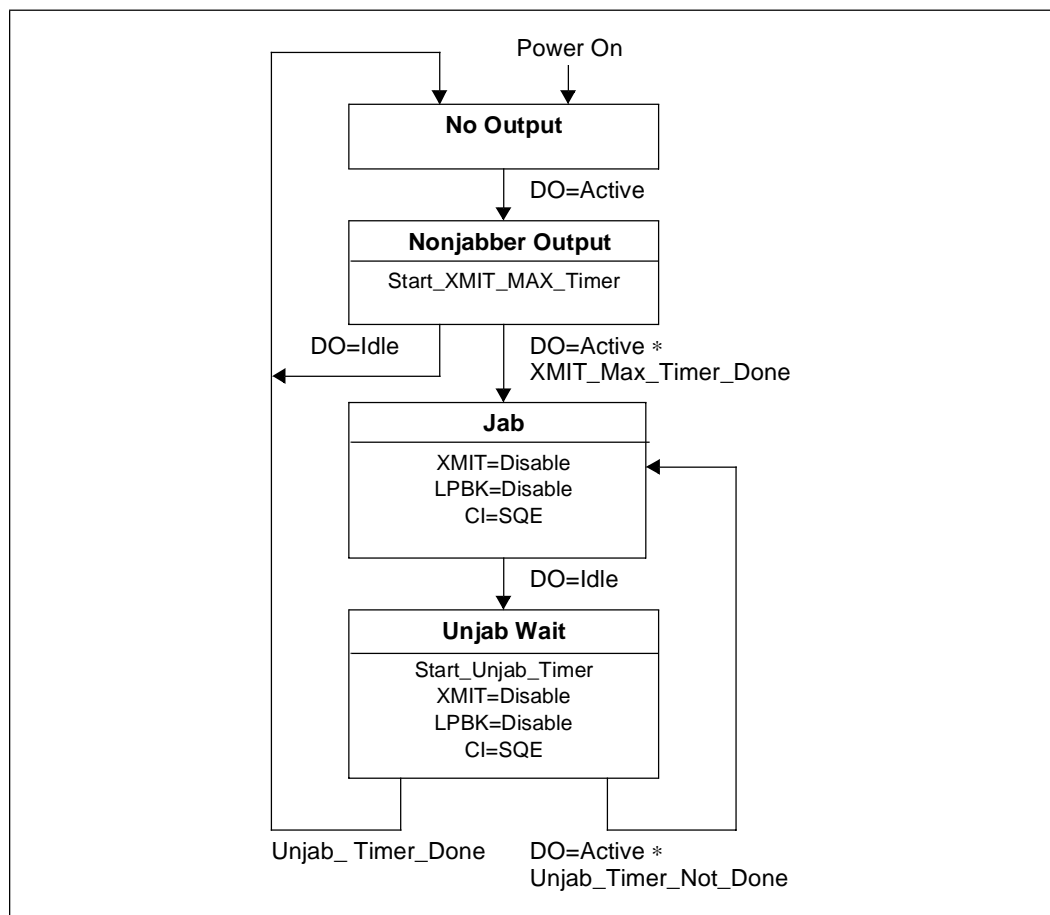 Power On
No Output
DO=Active
Nonjabber Output
Start_XMIT_MAX_Timer
DO=Idle
DO=Active *
XMIT_Max_Timer_Done
Jab
XMIT=Disable
LPBK=Disable
CI=SQE
DO=Idle
Unjab Wait
Start_Unjab_Timer
XMIT=Disable
LPBK=Disable
CI=SQE
Unjab_ Timer_Done
DO=Active *
Unjab_Timer_Not_Done